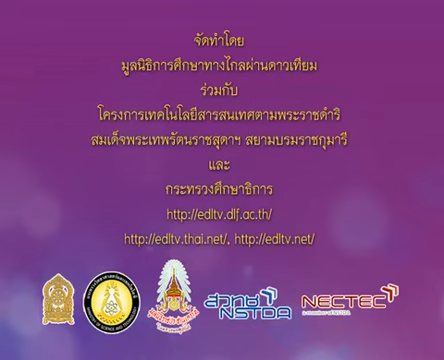 จัดทำโดย
มูลนิธิการศึกษาทางไกลผ่านดาวเทียม
ร่วมกับ
โครงการเทคโนโลยีสารสนเทศตามพระราชดำริ
สมเด็จพระเทพรัตนราชสุดาฯ สยามบรมราชกุมารี
และ
กระทรวงศึกษาธิการ
http://edltv.dlf.ac.th/
http://edltv.thai.net/, http://edltv.net/
สวทช
NSTDA
NECTEC
a member of NSTDA